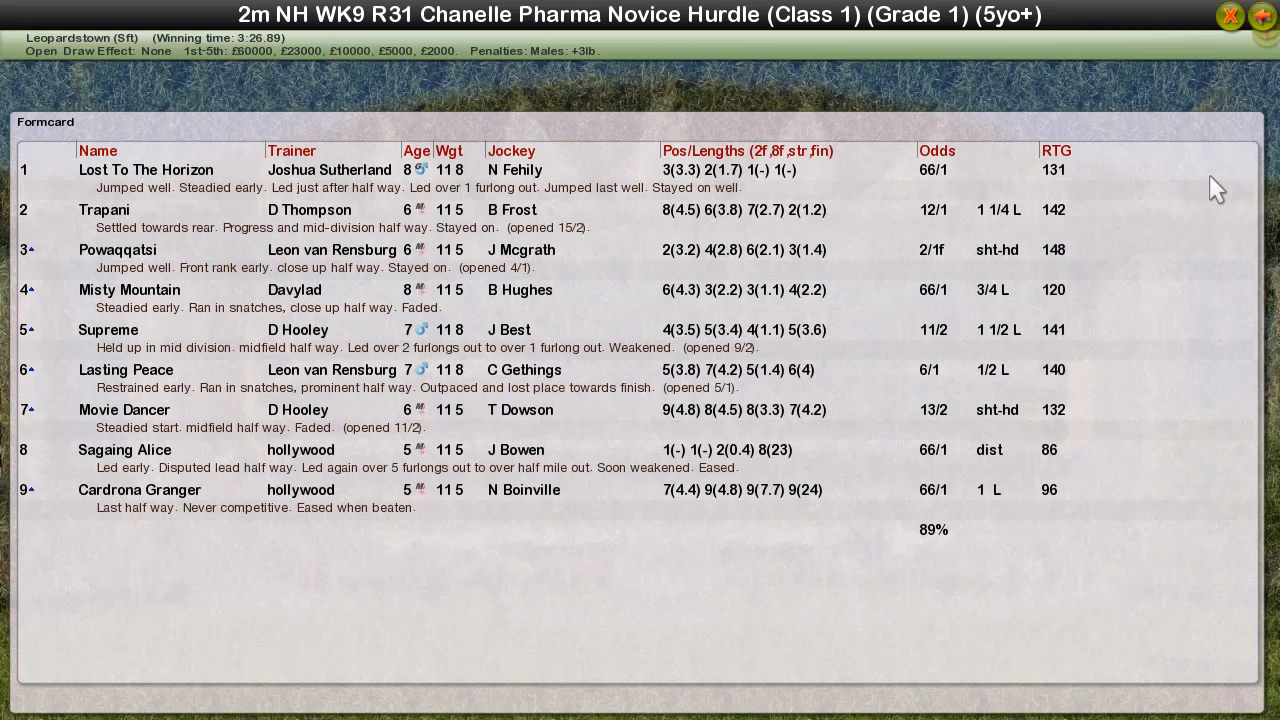 2m NH WK9 R31 Chanelle Pharma Novice Hurdle (Class 1) (Grade 1) (5yo+)
X
Leopardstown (Sft) (Winning time: 3:26.89)
Open Draw Effect: None 1st-5th: £60000, £23000, £10000, £5000, £2000. Penalties: Males: +3lb.
Formcard
Name Trainer Age Wgt Jockey Pos/Lengths (2f,8f,str,fin) Odds RTG
1 Lost To The Horizon Joshua Sutherland 8 11 8 N Fehily 3(3.3) 2(1.7) 1(-) 1(-) 66/1 131
Jumped well. Steadied early. Led just after half way. Led over 1 furlong out. Jumped last well. Stayed on well.
2 Trapani D Thompson 6 11 5 B Frost 8(4.5) 6(3.8) 7(2.7) 2(1.2) 12/1 1 1/4 L 142
Settled towards rear. Progress and mid-division half way. Stayed on. (opened 15/2).
3 Powaqqatsi Leon van Rensburg 6 11 5 J Mcgrath 2(3.2) 4(2.8) 6(2.1) 3(1.4) 2/1f sht-hd 148
Jumped well. Front rank early. close up half way. Stayed on. (opened 4/1).
4 Misty Mountain Davylad 8 11 5 B Hughes 6(4.3) 3(2.2) 3(1.1) 4(2.2) 66/1 3/4 L 120
Steadied early. Ran in snatches, close up half way. Faded.
5 Supreme D Hooley 7 11 8 J Best 4(3.5) 5(3.4) 4(1.1) 5(3.6) 11/2 1 1/2 L 141
Held up in mid division. midfield half way. Led over 2 furlongs out to over 1 furlong out. Weakened. (opened 9/2).
6 Lasting Peace Leon van Rensburg 7 11 8 C Gethings 5(3.8) 7(4.2) 5(1.4) 6(4) 6/1 1/2 L 140
Restrained early. Ran in snatches, prominent half way. Outpaced and lost place towards finish. (opened 5/1).
7 Movie Dancer D Hooley 6 11 5 T Dowson 9(4.8) 8(4.5) 8(3.3) 7(4.2) 13/2 sht-hd 132
Steadied start. midfield half way. Faded. (opened 11/2).
8 Sagaing Alice hollywood 5 11 5 J Bowen 1(-) 1(-) 2(0.4) 8(23) 66/1 dist 86
Led early. Disputed lead half way. Led again over 5 furlongs out to over half mile out. Soon weakened. Eased.
9 Cardrona Granger hollywood 5 11 5 N Boinville 7(4.4) 9(4.8) 9(7.7) 9(24) 66/1 1 L 96
Last half way. Never competitive. Eased when beaten.
89%